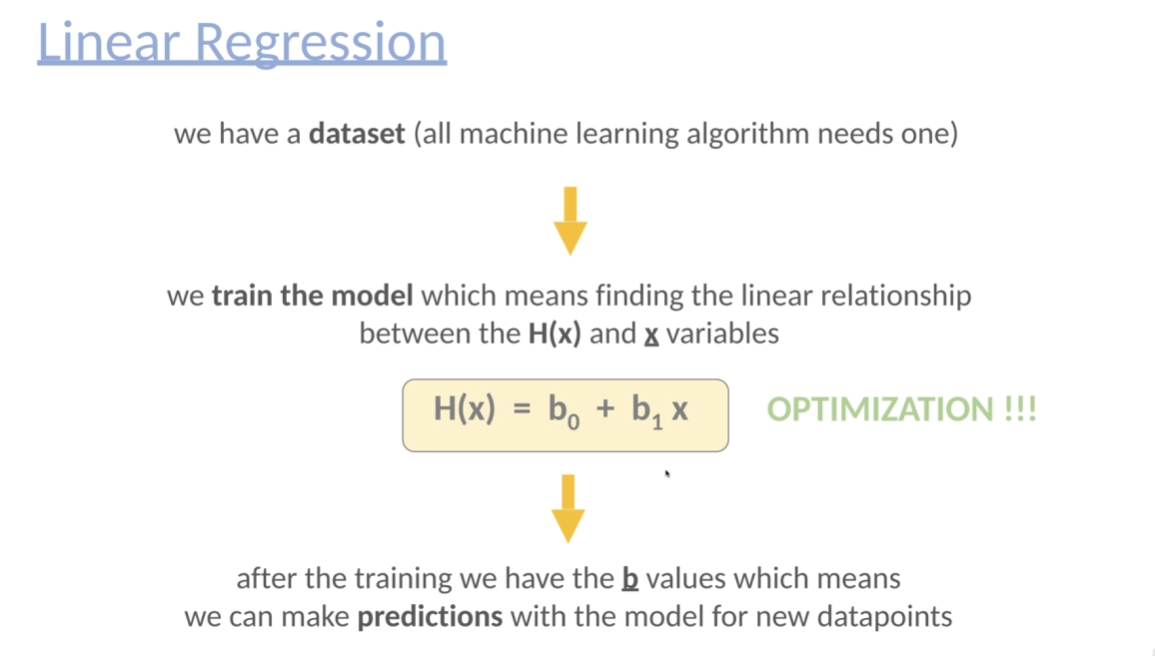 Linear Regression
we have a dataset (all machine learning algorithm needs one)
we train the model which means finding the linear relationship
between the H(x) and x variables
H(x) = b₀ + b₁ x
OPTIMIZATION !!!
after the training we have the b values which means
we can make predictions with the model for new datapoints